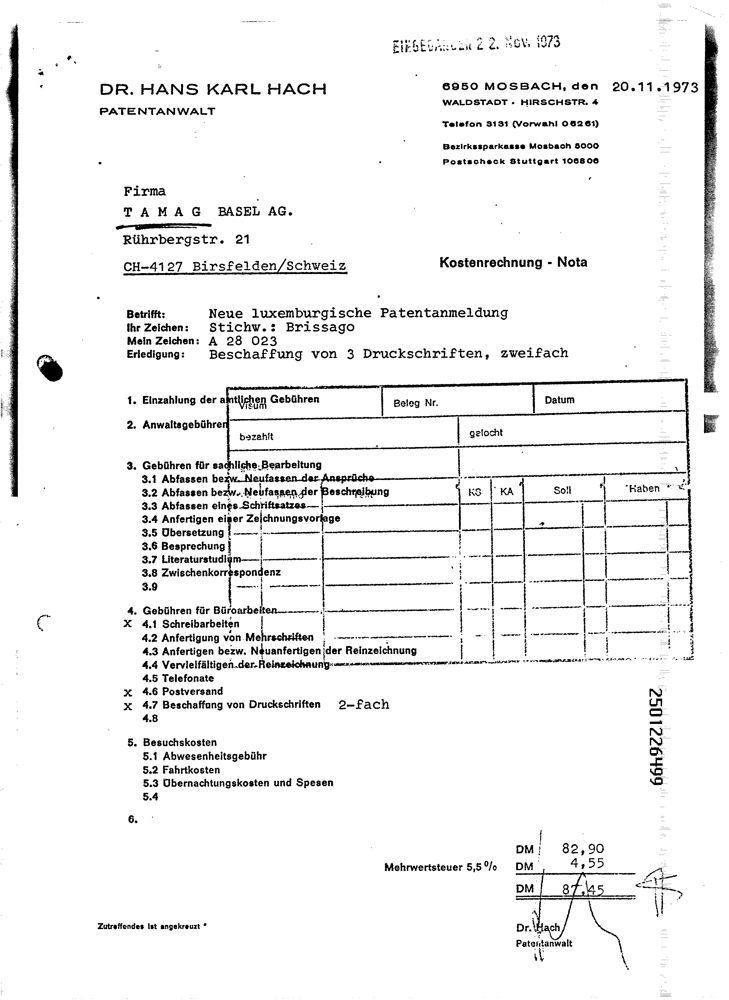 22. Nov. 1973
DR. HANS KARL HACH
PATENTANWALT
6950 MOSBACH, den 20.11.1973
WALDSTADT · HIRSCHSTR. 4
Telefon 3131 (Vorwahl 06261)
Bezirkssparkasse Mosbach 5000
Postscheck Stuttgart 106806
Firma
T A M A G BASEL AG.
Rührbergstr. 21
CH-4127 Birsfelden/Schweiz
Kostenrechnung - Nota
Betrifft: Neue luxemburgische Patentanmeldung
Ihr Zeichen: Stichw.: Brissago
Mein Zeichen: A 28 023
Erledigung: Beschaffung von 3 Druckschriften, zweifach
1. Einzahlung der amtlichen Gebühren
Visum
Beleg Nr.
Datum
2. Anwaltsgebühren
bezahlt
gelocht
3. Gebühren für sachliche Bearbeitung
3.1 Abfassen bezw. Neufassen der Ansprüche
3.2 Abfassen bezw. Neufassen der Beschreibung
KS KA Soll Haben
3.3 Abfassen eines Schriftsatzes
3.4 Anfertigen einer Zeichnungsvorlage
3.5 Übersetzung
3.6 Besprechung
3.7 Literaturstudium
3.8 Zwischenkorrespondenz
3.9
4. Gebühren für Büroarbeiten
x 4.1 Schreibarbeiten
4.2 Anfertigung von Mehrschriften
4.3 Anfertigen bezw. Neuanfertigen der Reinzeichnung
4.4 Vervielfältigen der Reinzeichnung
4.5 Telefonate
x 4.6 Postversand
x 4.7 Beschaffung von Druckschriften 2-fach
4.8
5. Besuchskosten
5.1 Abwesenheitsgebühr
5.2 Fahrtkosten
5.3 Übernachtungskosten und Spesen
5.4
6.
2501226499
DM 82,90
Mehrwertsteuer 5,5 % DM 4,55
DM 87,45
Zutreffendes ist angekreuzt *
Dr. Hach
Patentanwalt